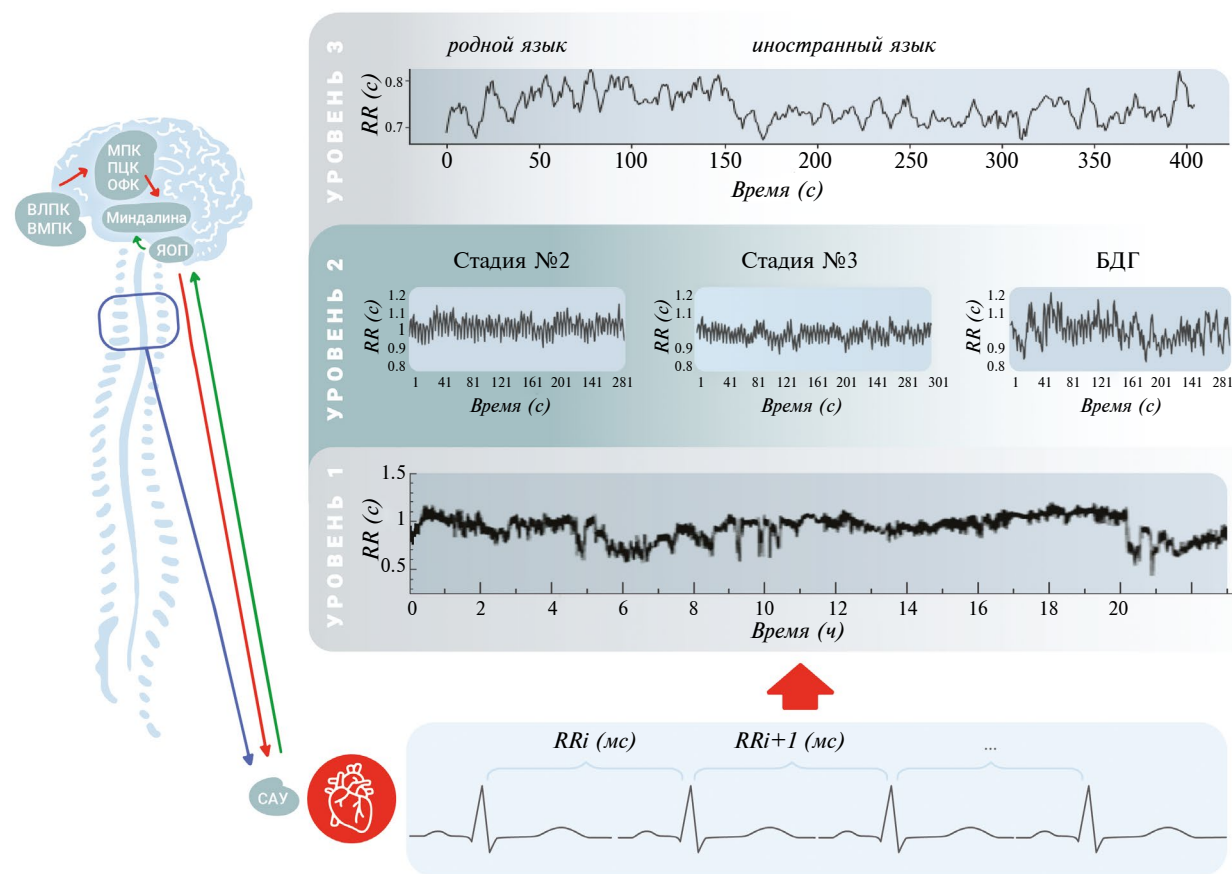 УРОВЕНЬ 3
родной язык
иностранный язык
RR (с)
0.8
0.7
0 50 100 150 200 250 300 350 400
Время (с)
МПК
ПЦК
ОФК
ВЛПК
ВМПК
Миндалина
ЯОП
УРОВЕНЬ 2
Стадия №2
RR (с)
1.2
1.1
1
0.9
0.8
1 41 81 121 161 201 141 281
Время (с)
Стадия №3
RR (с)
1.2
1.1
1
0.9
0.8
1 41 81 121 161 201 141 281 301
Время (с)
БДГ
RR (с)
1.2
1.1
1
0.9
0.8
1 41 81 121 161 201 141 281
Время (с)
УРОВЕНЬ 1
RR (с)
1.5
1
0.5
0 2 4 6 8 10 12 14 16 18 20
Время (ч)
RRi (мс)
RRi+1 (мс)
...
САУ